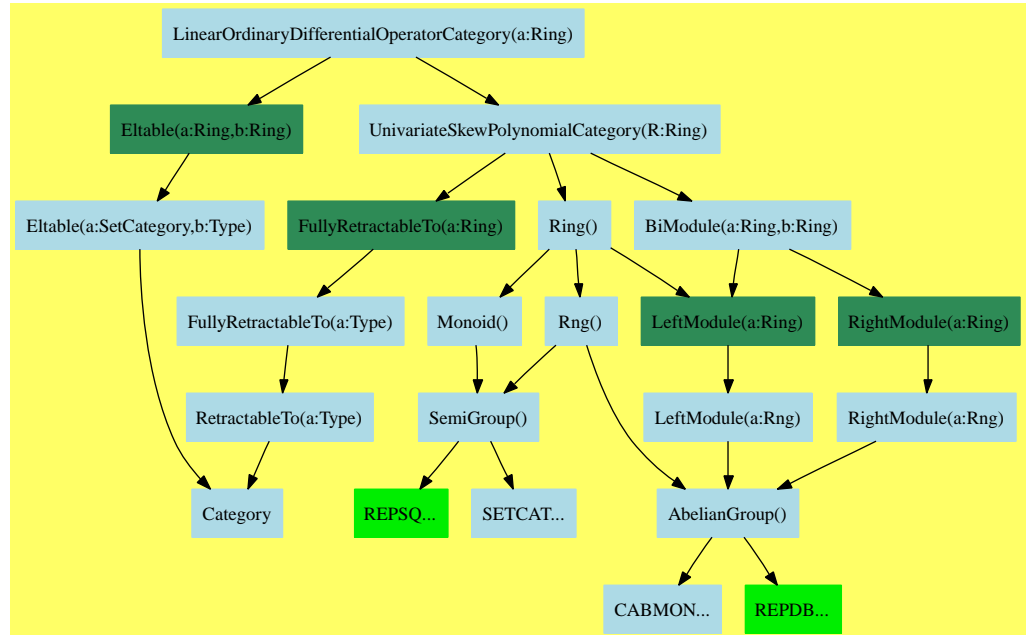 LinearOrdinaryDifferentialOperatorCategory(a:Ring)
Eltable(a:Ring,b:Ring)
UnivariateSkewPolynomialCategory(R:Ring)
Eltable(a:SetCategory,b:Type)
FullyRetractableTo(a:Ring)
Ring()
BiModule(a:Ring,b:Ring)
FullyRetractableTo(a:Type)
Monoid()
Rng()
LeftModule(a:Ring)
RightModule(a:Ring)
RetractableTo(a:Type)
SemiGroup()
LeftModule(a:Rng)
RightModule(a:Rng)
Category
REPSQ...
SETCAT...
AbelianGroup()
CABMON...
REPDB...